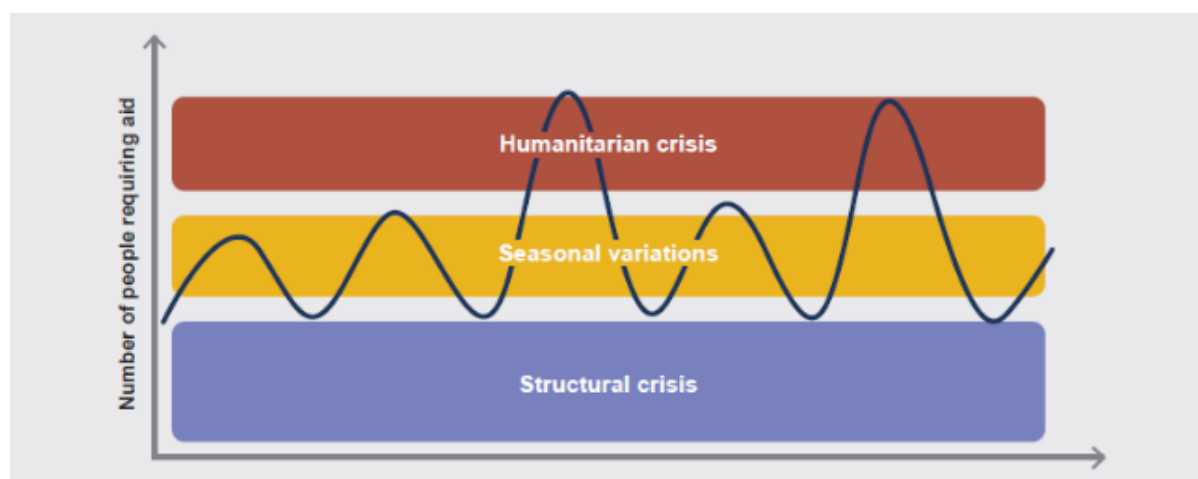 Number of people requiring aid
Humanitarian crisis
Seasonal variations
Structural crisis